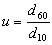 u = d60 / d10